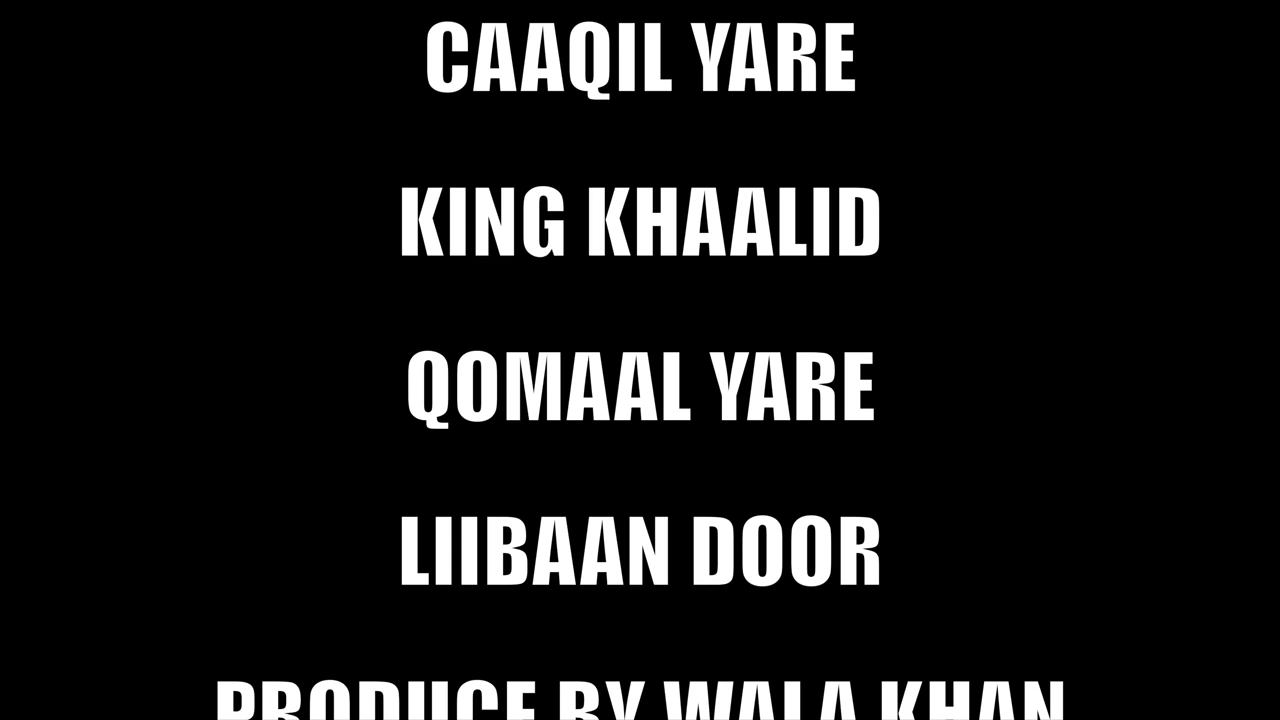 CAAQIL YARE
KING KHAALID
QOMAAL YARE
LIIBAAN DOOR
PRODUCE BY WALA KHAN